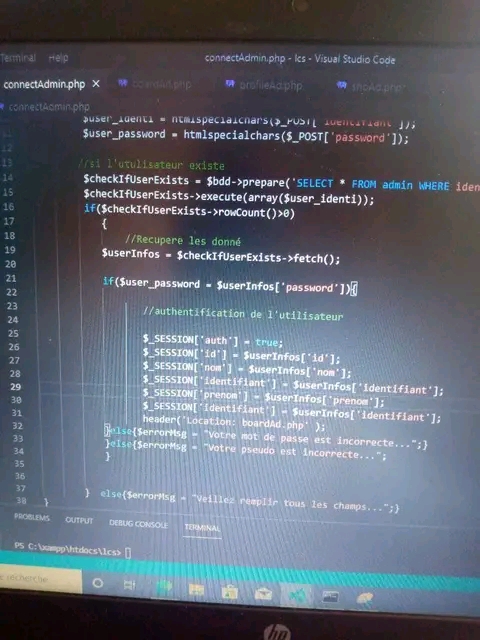 Terminal Help connectAdmin.php - lcs - Visual Studio Code
connectAdmin.php × boardAd.php profileAd.php
connectAdmin.php
$user_identi = htmlspecialchars($_POST['identifiant']);
11 $user_password = htmlspecialchars($_POST['password']);
12
13 //si l'utulisateur existe
14 $checkIfUserExists = $bdd->prepare('SELECT * FROM admin WHERE iden
15 $checkIfUserExists->execute(array($user_identi));
16 if($checkIfUserExists->rowCount()>0)
17 {
18 //Recupere les donné
19 $userInfos = $checkIfUserExists->fetch();
20
21 if($user_password = $userInfos['password']){
22
23 //authentification de l'utilisateur
24
25 $_SESSION['auth'] = true;
26 $_SESSION['id'] = $userInfos['id'];
27 $_SESSION['nom'] = $userInfos['nom'];
28 $_SESSION['identifiant'] = $userInfos['identifiant'];
29 $_SESSION['prenom'] = $userInfos['prenom'];
30 $_SESSION['identifiant'] = $userInfos['identifiant'];
31 header('Location: boardAd.php' );
32 }else{$errorMsg = "Votre mot de passe est incorrecte...";}
33 }else{$errorMsg = "Votre pseudo est incorrecte...";
34 }
35
36
37 } else{$errorMsg = "Veillez remplir tous les champs...";}
38 }
PROBLEMS OUTPUT DEBUG CONSOLE TERMINAL
PS C:\xampp\htdocs\lcs>
recherche
hp